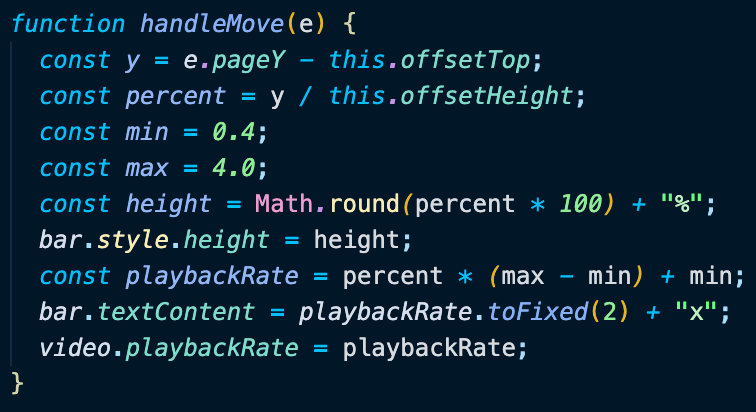 function handleMove(e) {
  const y = e.pageY - this.offsetTop;
  const percent = y / this.offsetHeight;
  const min = 0.4;
  const max = 4.0;
  const height = Math.round(percent * 100) + "%";
  bar.style.height = height;
  const playbackRate = percent * (max - min) + min;
  bar.textContent = playbackRate.toFixed(2) + "x";
  video.playbackRate = playbackRate;
}